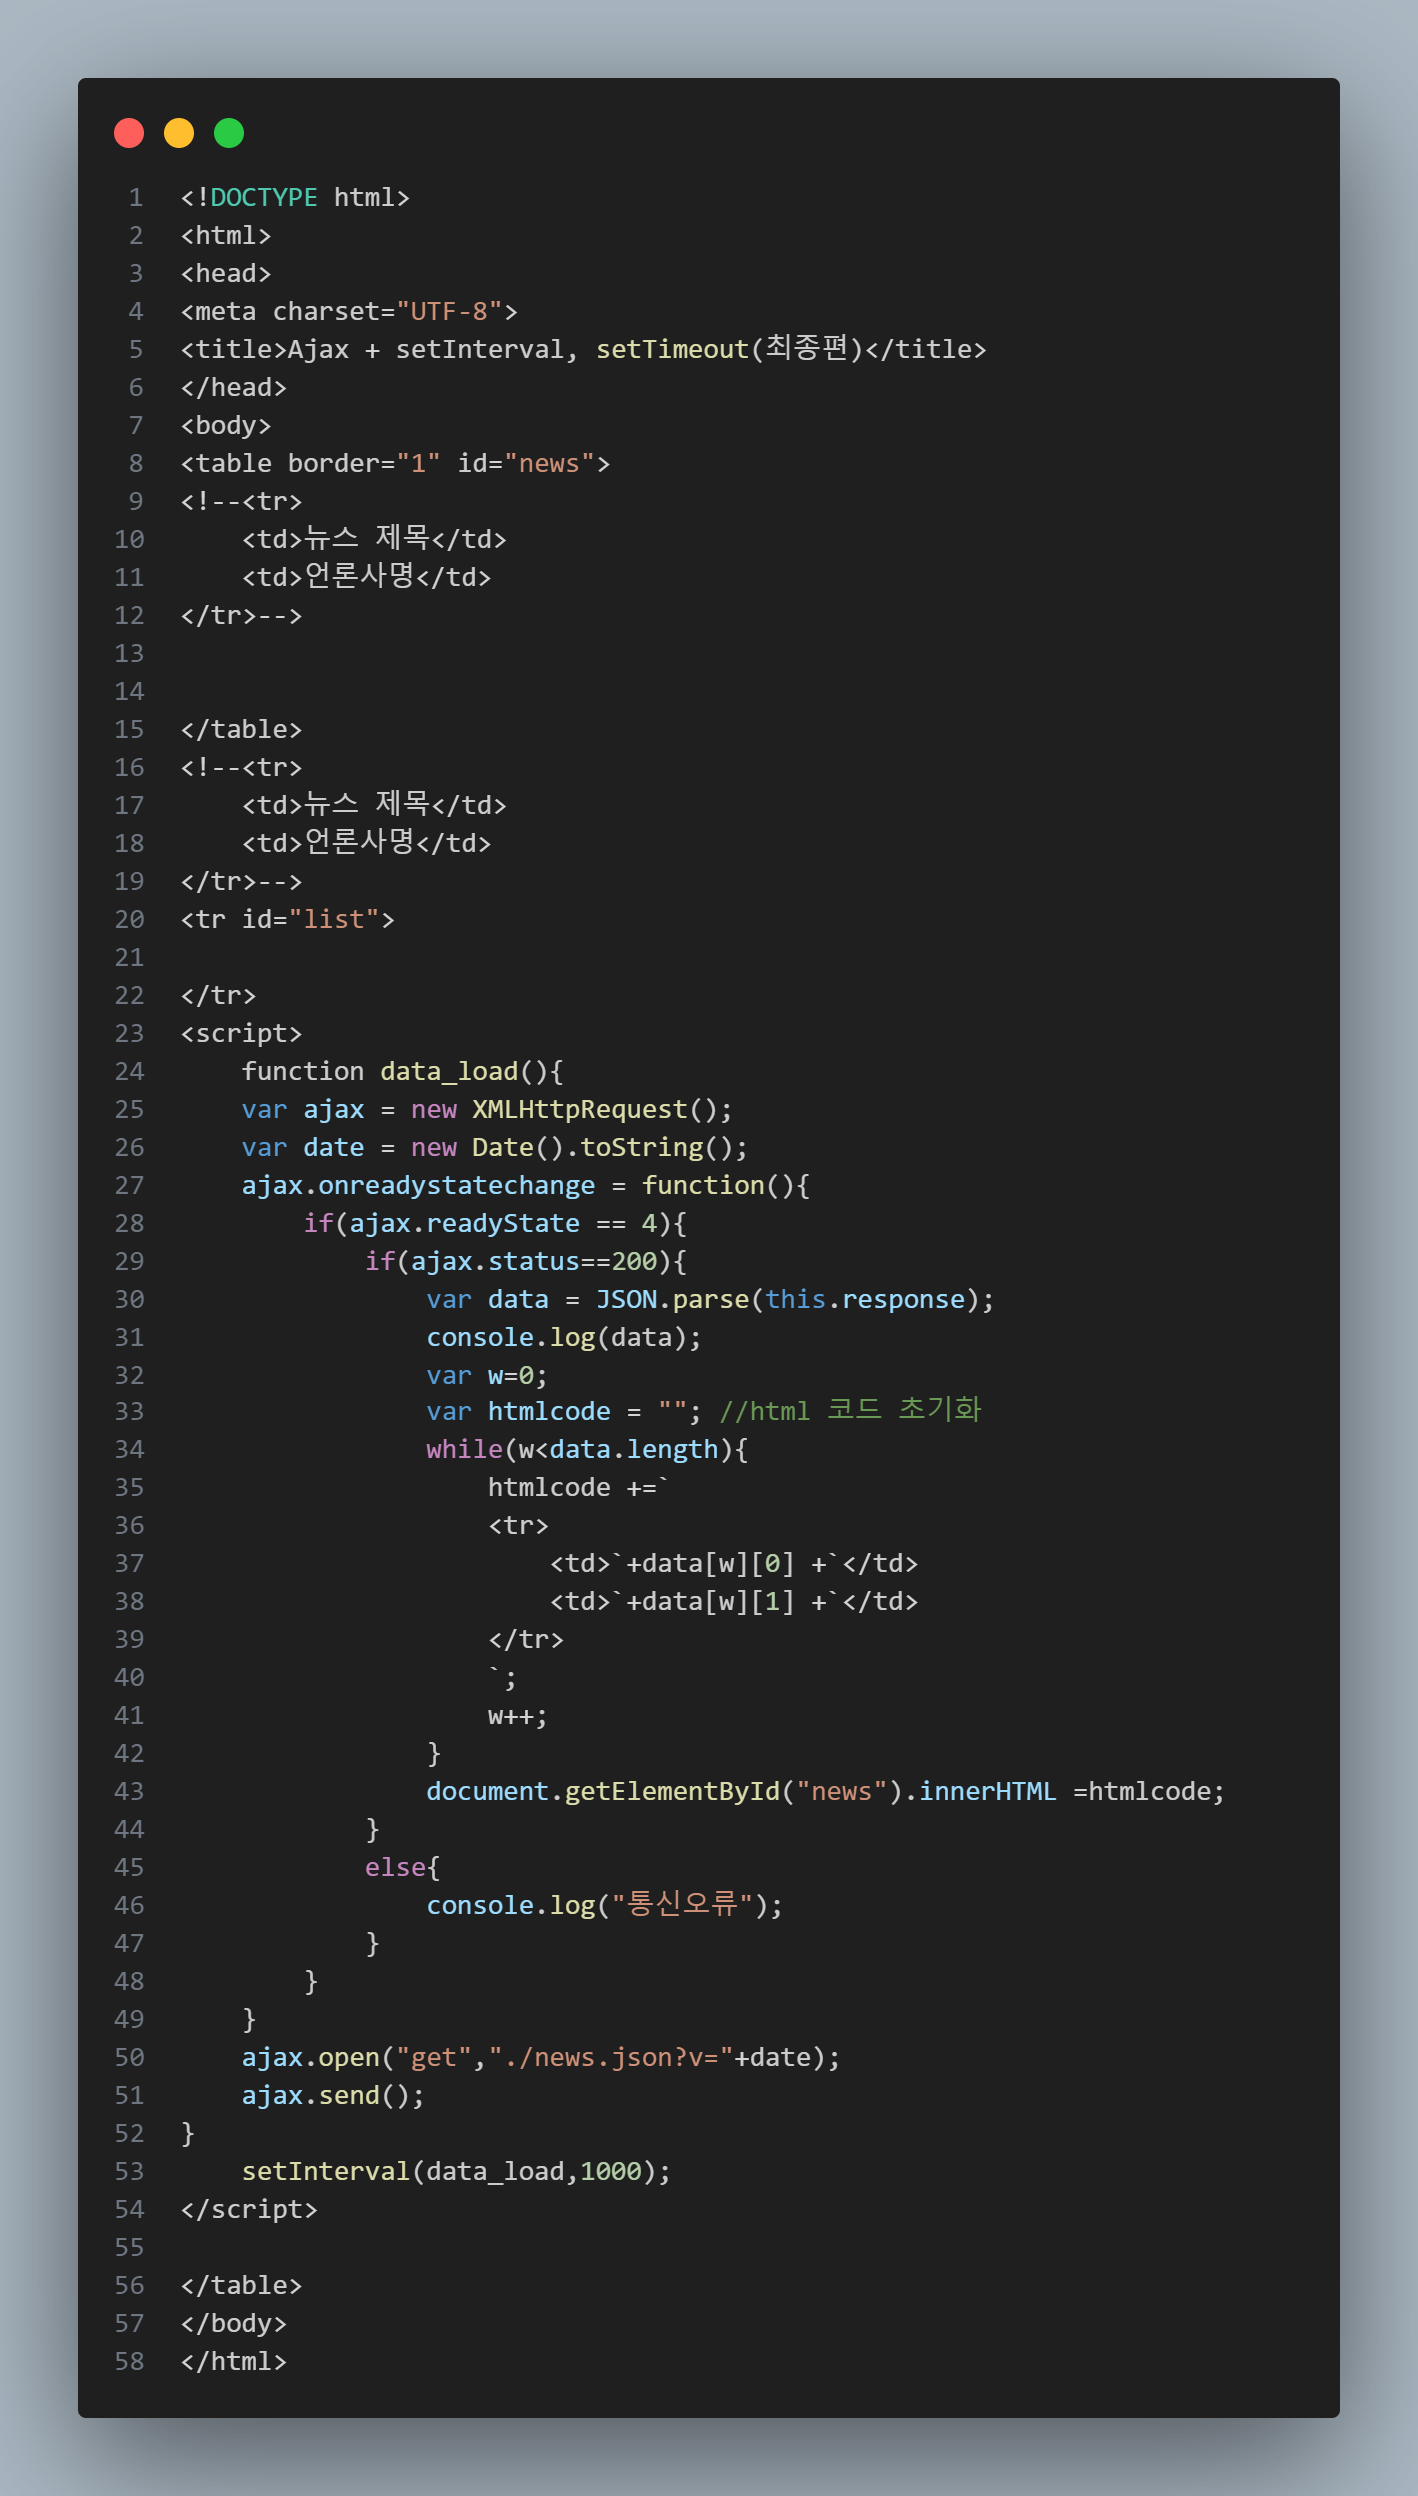 1 <!DOCTYPE html>
2 <html>
3 <head>
4 <meta charset="UTF-8">
5 <title>Ajax + setInterval, setTimeout(최종편)</title>
6 </head>
7 <body>
8 <table border="1" id="news">
9 <!--<tr>
10     <td>뉴스 제목</td>
11     <td>언론사명</td>
12 </tr>-->
13
14
15 </table>
16 <!--<tr>
17     <td>뉴스 제목</td>
18     <td>언론사명</td>
19 </tr>-->
20 <tr id="list">
21
22 </tr>
23 <script>
24     function data_load(){
25     var ajax = new XMLHttpRequest();
26     var date = new Date().toString();
27     ajax.onreadystatechange = function(){
28         if(ajax.readyState == 4){
29             if(ajax.status==200){
30                 var data = JSON.parse(this.response);
31                 console.log(data);
32                 var w=0;
33                 var htmlcode = ""; //html 코드 초기화
34                 while(w<data.length){
35                     htmlcode +=`
36                     <tr>
37                         <td>`+data[w][0] +`</td>
38                         <td>`+data[w][1] +`</td>
39                     </tr>
40                     `;
41                     w++;
42                 }
43                 document.getElementById("news").innerHTML =htmlcode;
44             }
45             else{
46                 console.log("통신오류");
47             }
48         }
49     }
50     ajax.open("get","./news.json?v="+date);
51     ajax.send();
52 }
53     setInterval(data_load,1000);
54 </script>
55
56 </table>
57 </body>
58 </html>